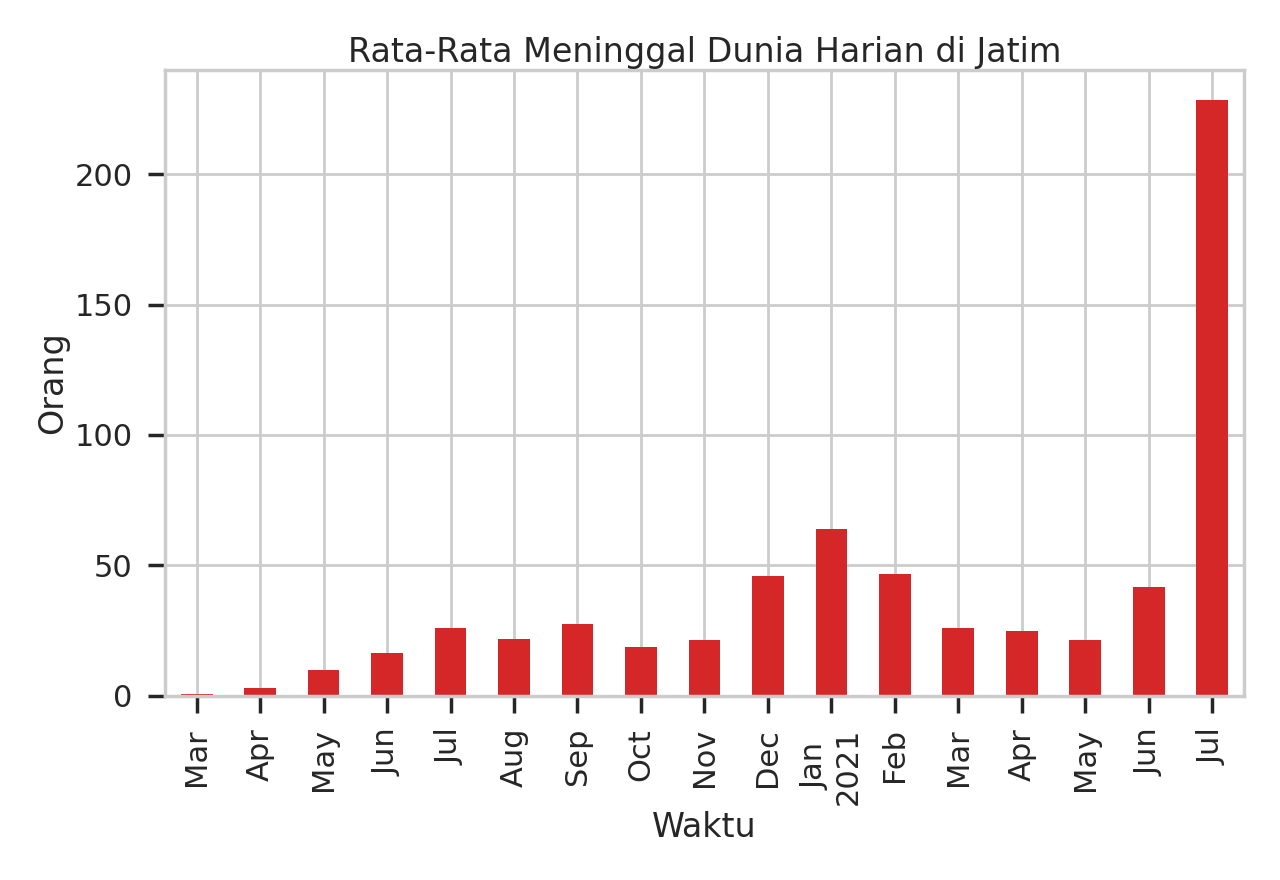 Rata-Rata Meninggal Dunia Harian di Jatim
Orang
200
150
100
50
0
Mar
Apr
May
Jun
Jul
Aug
Sep
Oct
Nov
Dec
Jan
2021
Feb
Mar
Apr
May
Jun
Jul
Waktu